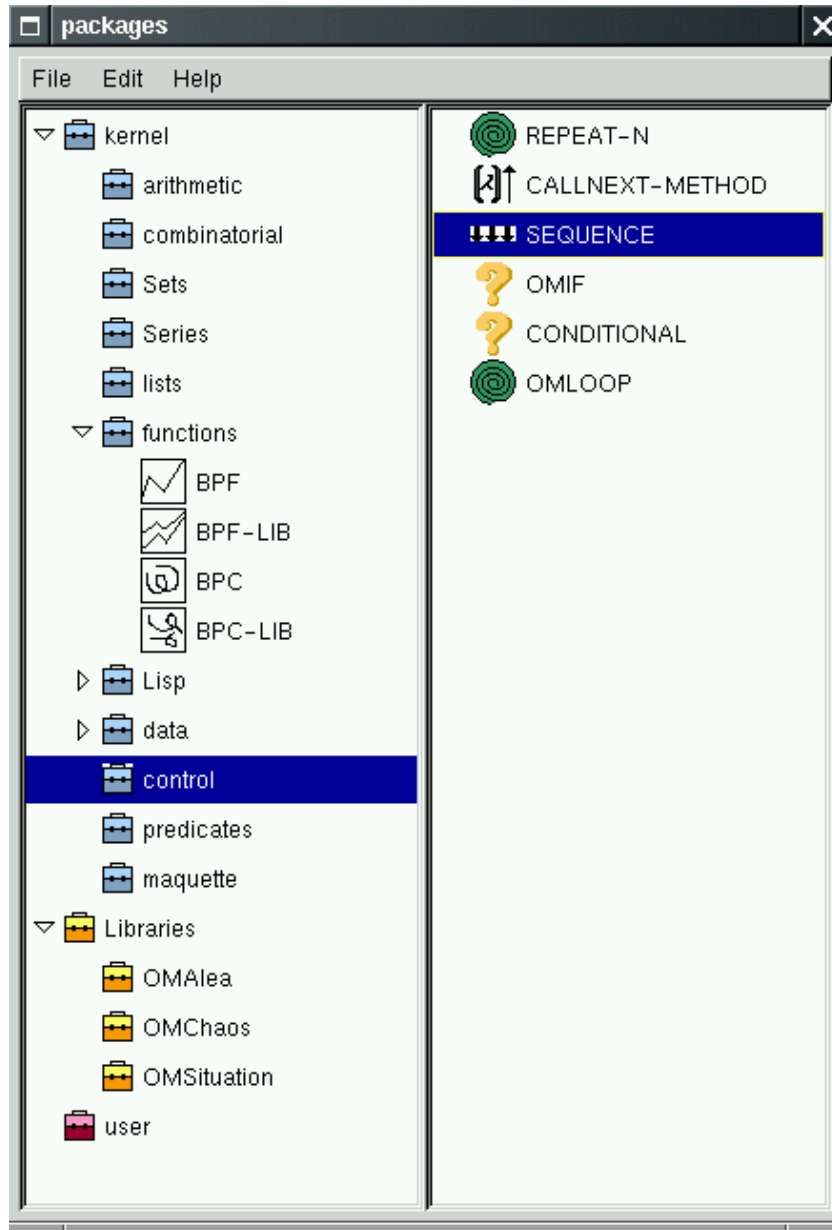 packages
File Edit Help
kernel
arithmetic
combinatorial
Sets
Series
lists
functions
BPF
BPF-LIB
BPC
BPC-LIB
Lisp
data
control
predicates
maquette
Libraries
OMAlea
OMChaos
OMSituation
user
REPEAT-N
CALLNEXT-METHOD
SEQUENCE
OMIF
CONDITIONAL
OMLOOP